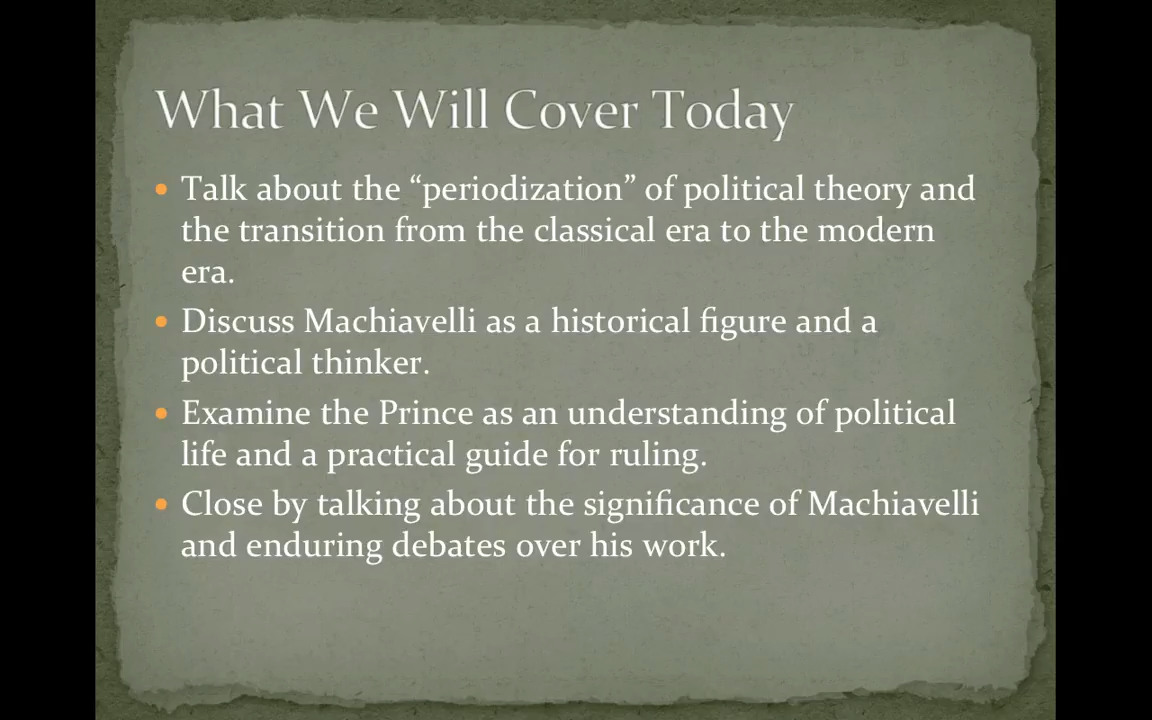 What We Will Cover Today
• Talk about the “periodization” of political theory and
the transition from the classical era to the modern
era.
• Discuss Machiavelli as a historical figure and a
political thinker.
• Examine the Prince as an understanding of political
life and a practical guide for ruling.
• Close by talking about the significance of Machiavelli
and enduring debates over his work.